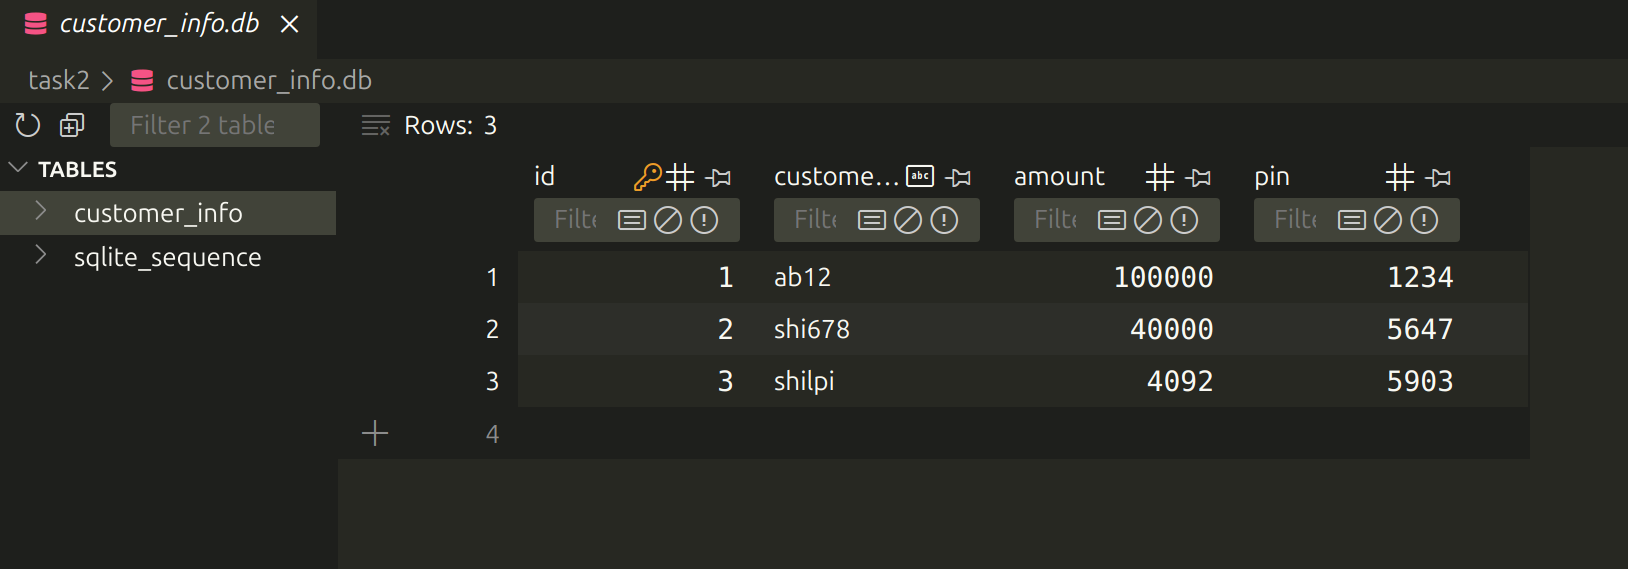 customer_info.db
task2 > customer_info.db
Filter 2 table
Rows: 3
TABLES
customer_info
sqlite_sequence
id custome... abc amount pin
Filte Filte Filte Filte
1 1 ab12 100000 1234
2 2 shi678 40000 5647
3 3 shilpi 4092 5903
4